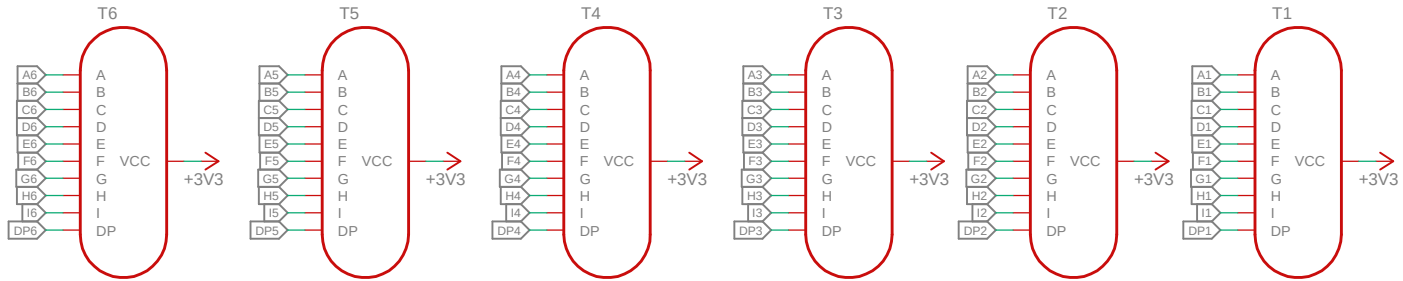 T6 T5 T4 T3 T2 T1
A6 A A5 A A4 A A3 A A2 A A1 A
B6 B B5 B B4 B B3 B B2 B B1 B
C6 C C5 C C4 C C3 C C2 C C1 C
D6 D D5 D D4 D D3 D D2 D D1 D
E6 E E5 E E4 E E3 E E2 E E1 E
F6 F VCC F5 F VCC F4 F VCC F3 F VCC F2 F VCC F1 F VCC
G6 G +3V3 G5 G +3V3 G4 G +3V3 G3 G +3V3 G2 G +3V3 G1 G +3V3
H6 H H5 H H4 H H3 H H2 H H1 H
I6 I I5 I I4 I I3 I I2 I I1 I
DP6 DP DP5 DP DP4 DP DP3 DP DP2 DP DP1 DP